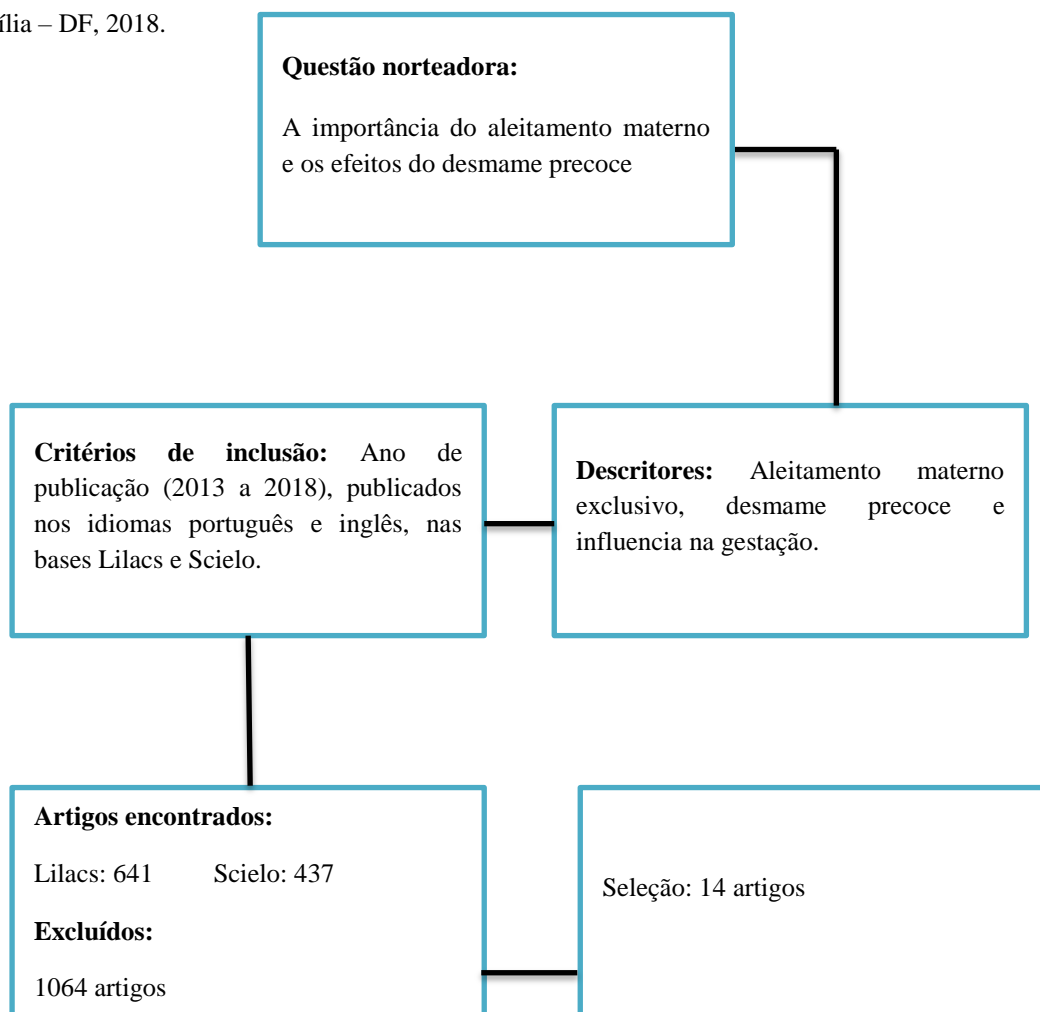 ília – DF, 2018.
Questão norteadora:
A importância do aleitamento materno
e os efeitos do desmame precoce
Critérios de inclusão: Ano de
publicação (2013 a 2018), publicados
nos idiomas português e inglês, nas
bases Lilacs e Scielo.
Descritores: Aleitamento materno
exclusivo, desmame precoce e
influencia na gestação.
Artigos encontrados:
Lilacs: 641 Scielo: 437
Excluídos:
1064 artigos
Seleção: 14 artigos